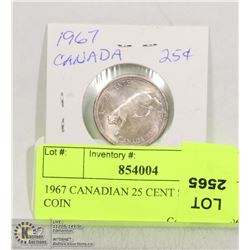 1967
CANADA 25¢
Lot #: Inventory #:
854004
1967 CANADIAN 25 CENT
COIN
LOT
2565